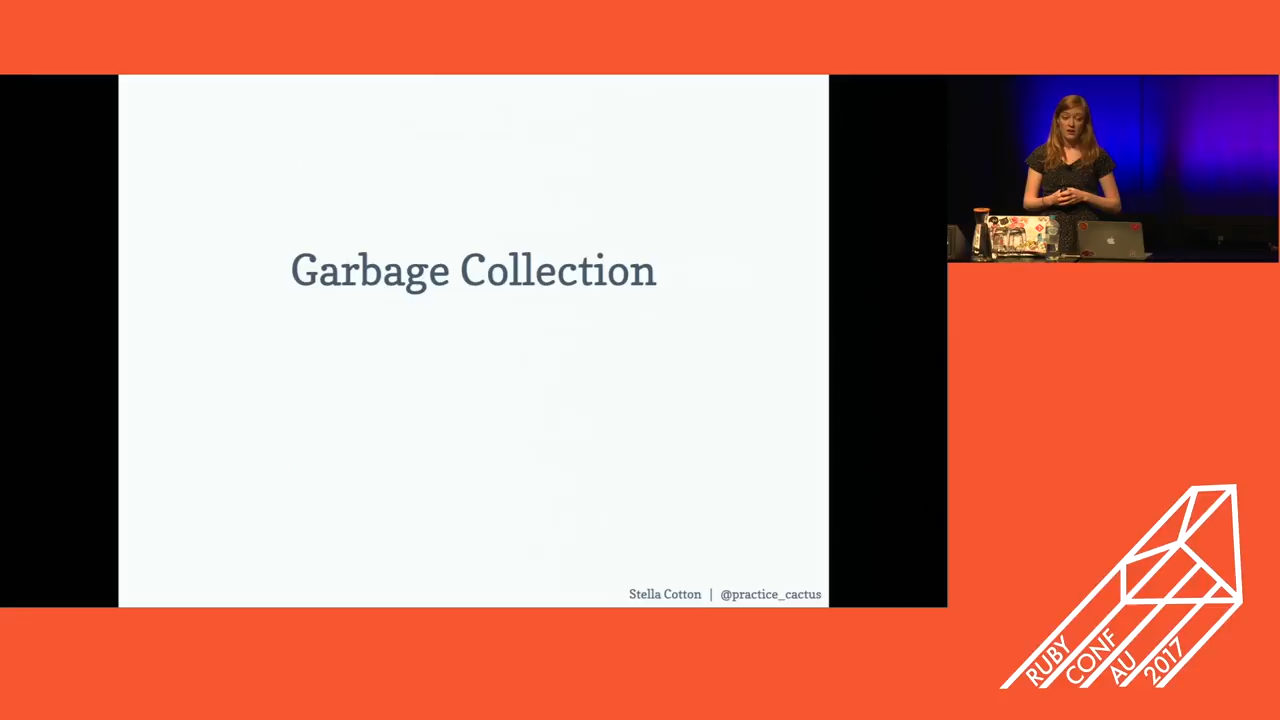 Garbage Collection
Stella Cotton | @practice_cactus
RUBY
CONF
AU
2017